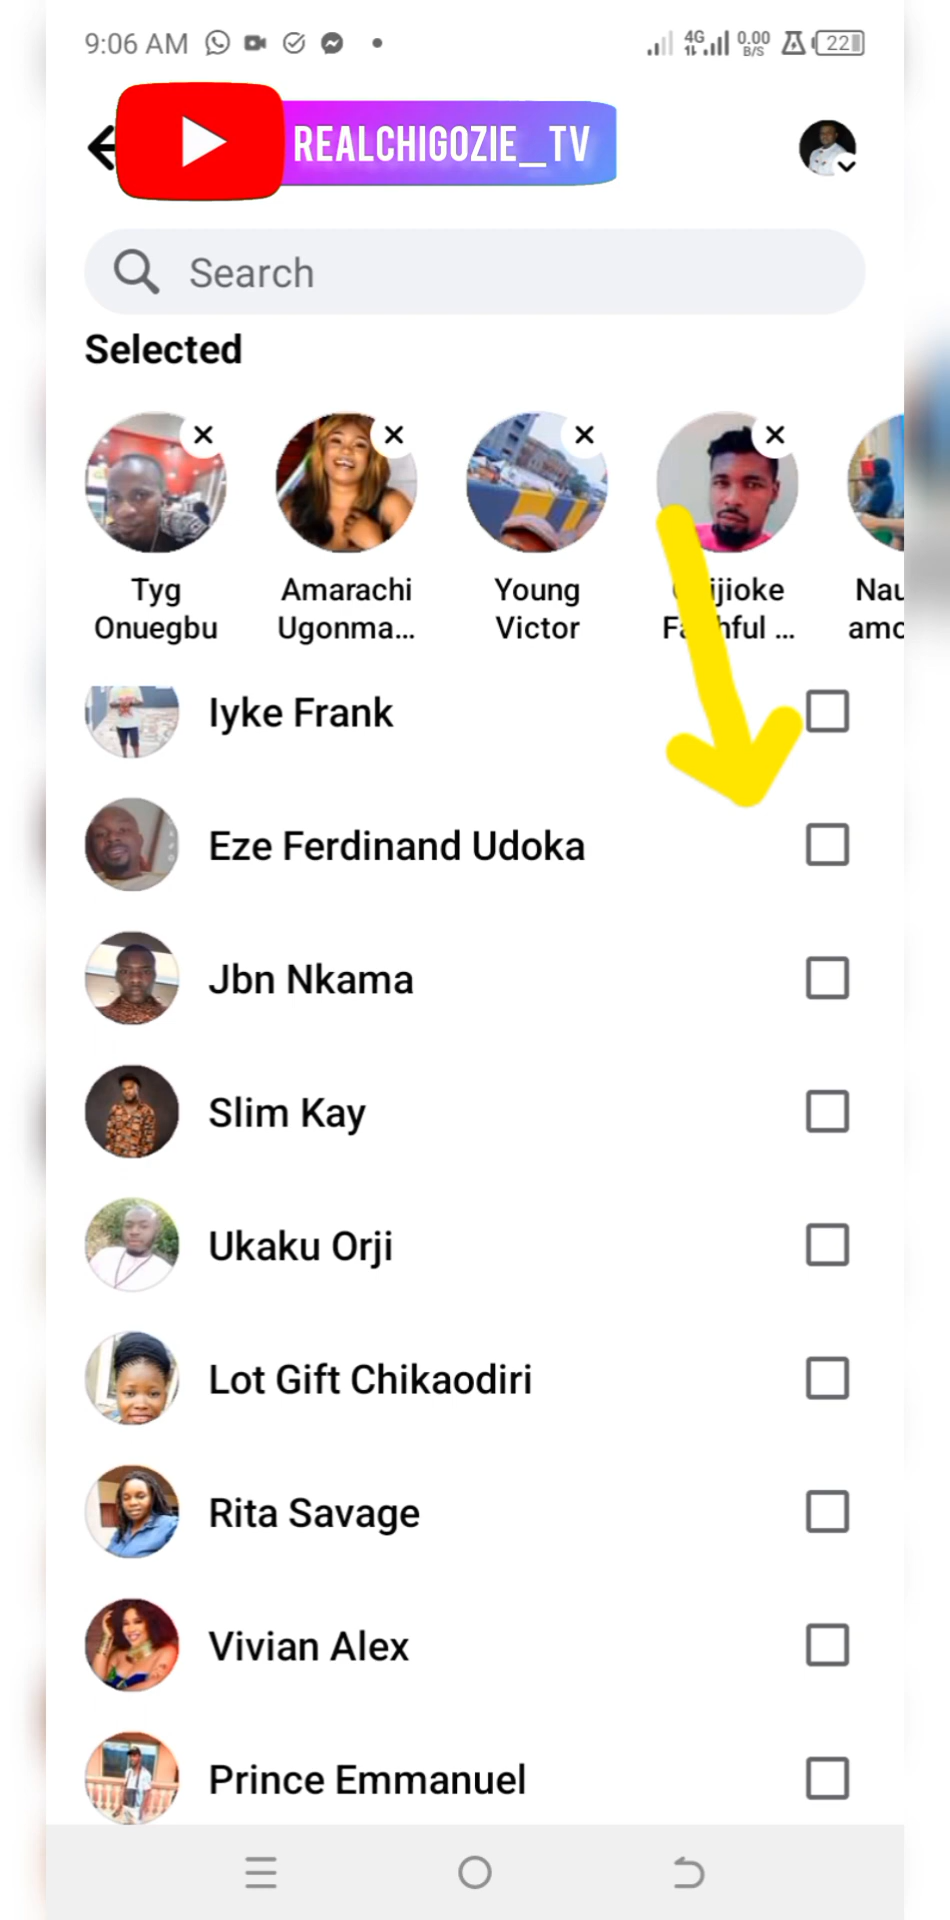 9:06 AM
4G
0.00
B/S
22
REALCHIGOZIE_TV
Search
Selected
Tyg
Onuegbu
Amarachi
Ugonma...
Young
Victor
ijioke
hful ...
Nau
amo
Iyke Frank
Eze Ferdinand Udoka
Jbn Nkama
Slim Kay
Ukaku Orji
Lot Gift Chikaodiri
Rita Savage
Vivian Alex
Prince Emmanuel